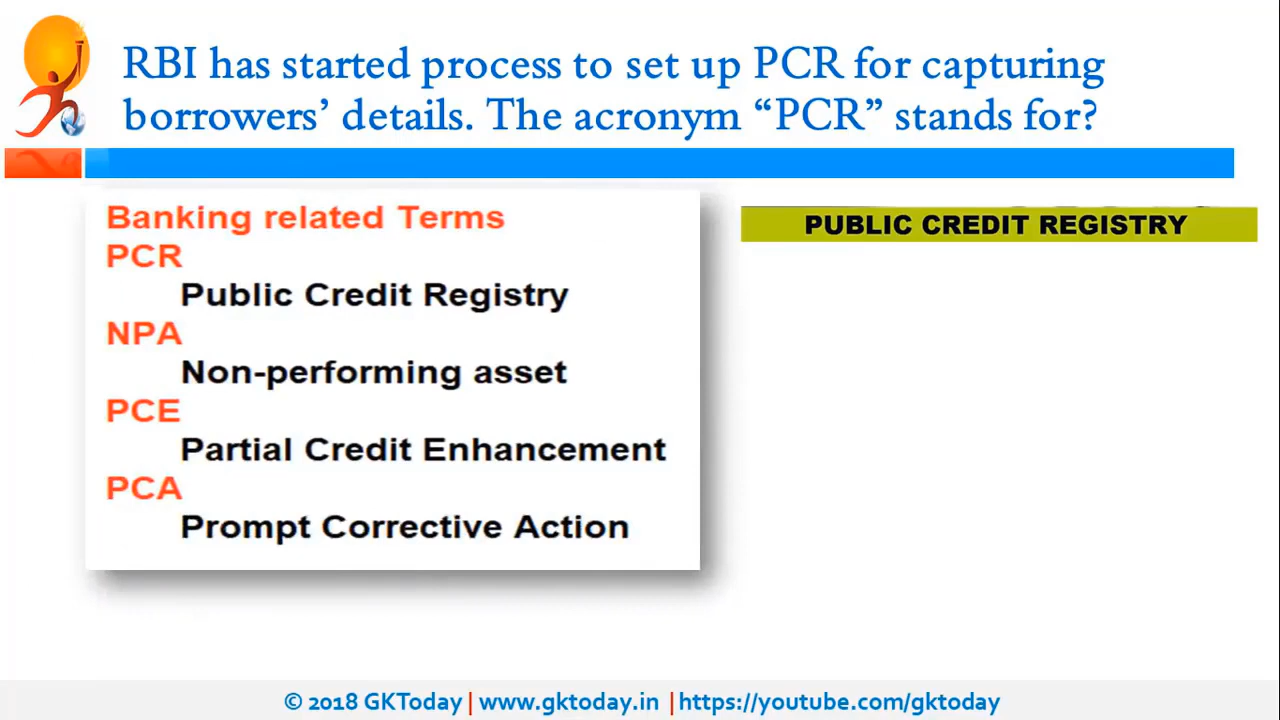 RBI has started process to set up PCR for capturing
borrowers’ details. The acronym “PCR” stands for?
Banking related Terms
PCR
Public Credit Registry
NPA
Non-performing asset
PCE
Partial Credit Enhancement
PCA
Prompt Corrective Action
PUBLIC CREDIT REGISTRY
© 2018 GKToday | www.gktoday.in | https://youtube.com/gktoday